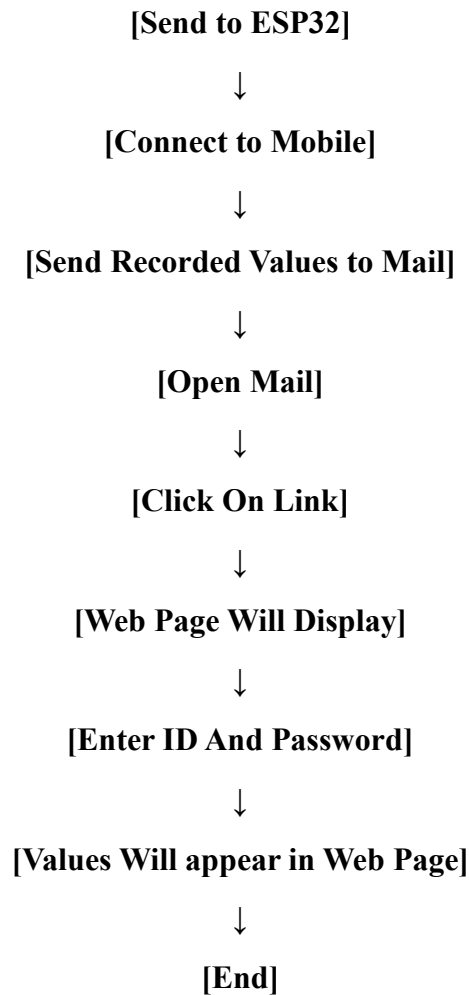 [Send to ESP32]
↓
[Connect to Mobile]
↓
[Send Recorded Values to Mail]
↓
[Open Mail]
↓
[Click On Link]
↓
[Web Page Will Display]
↓
[Enter ID And Password]
↓
[Values Will appear in Web Page]
↓
[End]